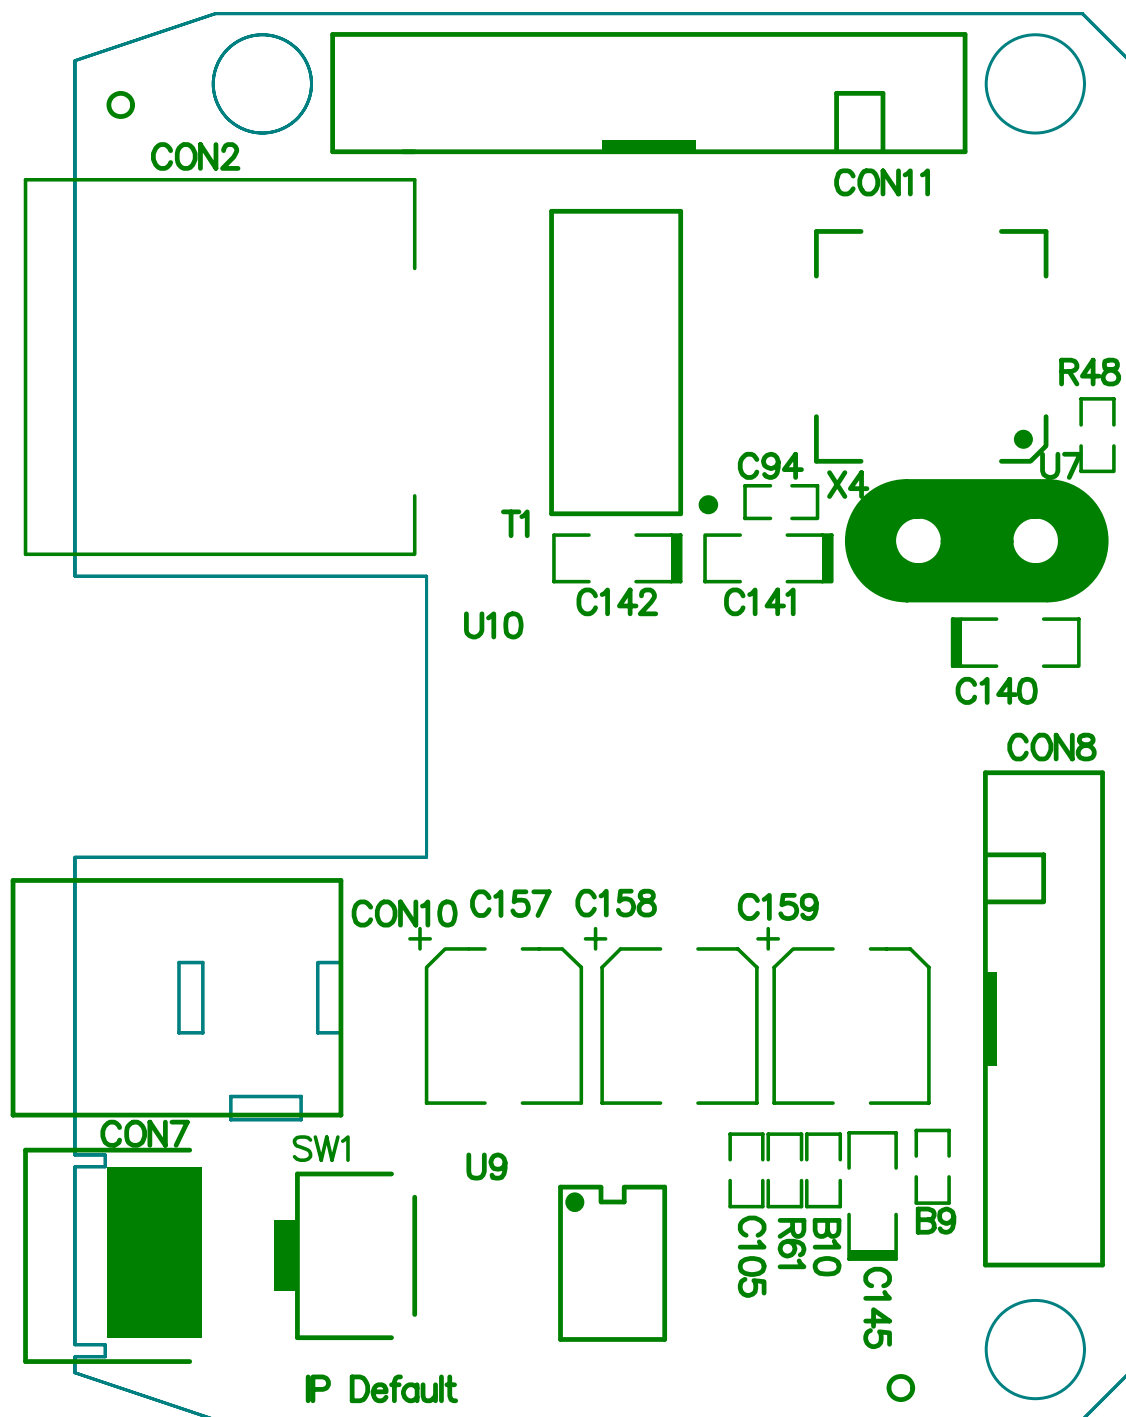 CON2
CON11
R48
C94
U7
X4
T1
C142
C141
U10
C140
CON8
CON10
C157
C158
C159
CON7
SW1
U9
B9
C105
R61
B10
C145
IP Default